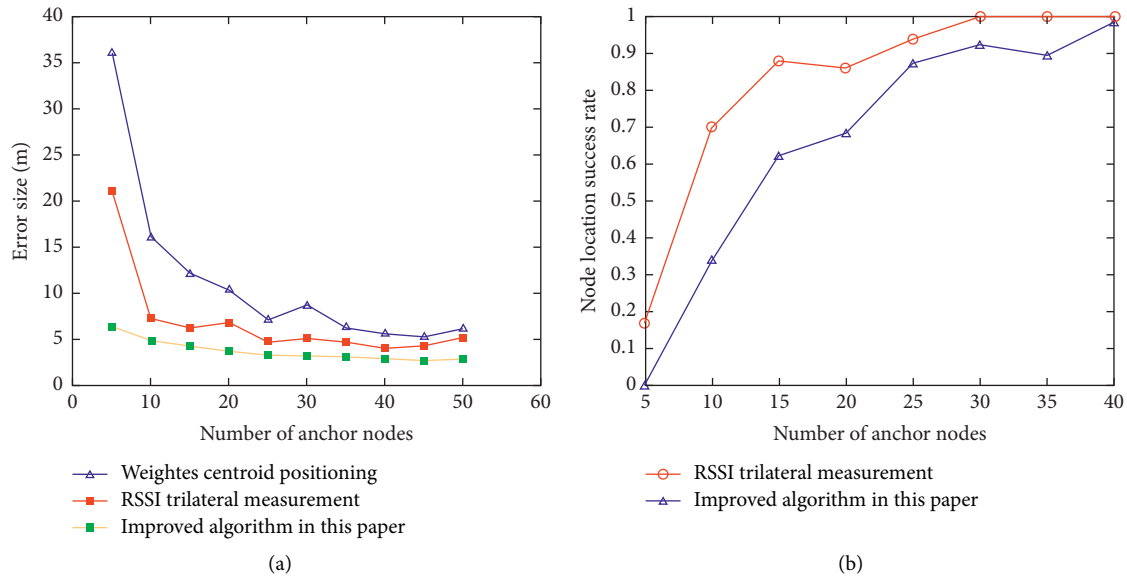 40
35
30
25
20
15
10
5
0
Error size (m)
0 10 20 30 40 50 60
Number of anchor nodes
Weightes centroid positioning
RSSI trilateral measurement
Improved algorithm in this paper
(a)
1
0.9
0.8
0.7
0.6
0.5
0.4
0.3
0.2
0.1
0
Node location success rate
5 10 15 20 25 30 35 40
Number of anchor nodes
RSSI trilateral measurement
Improved algorithm in this paper
(b)